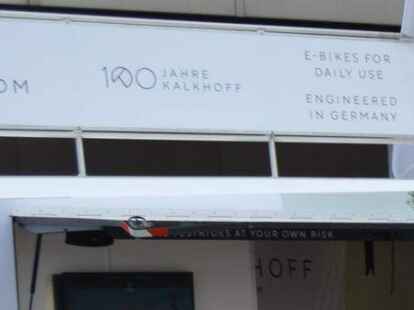 OM
100 JAHRE
KALKHOFF
E-BIKES FOR
DAILY USE
ENGINEERED
IN GERMANY
AT YOUR OWN RISK
HOFF